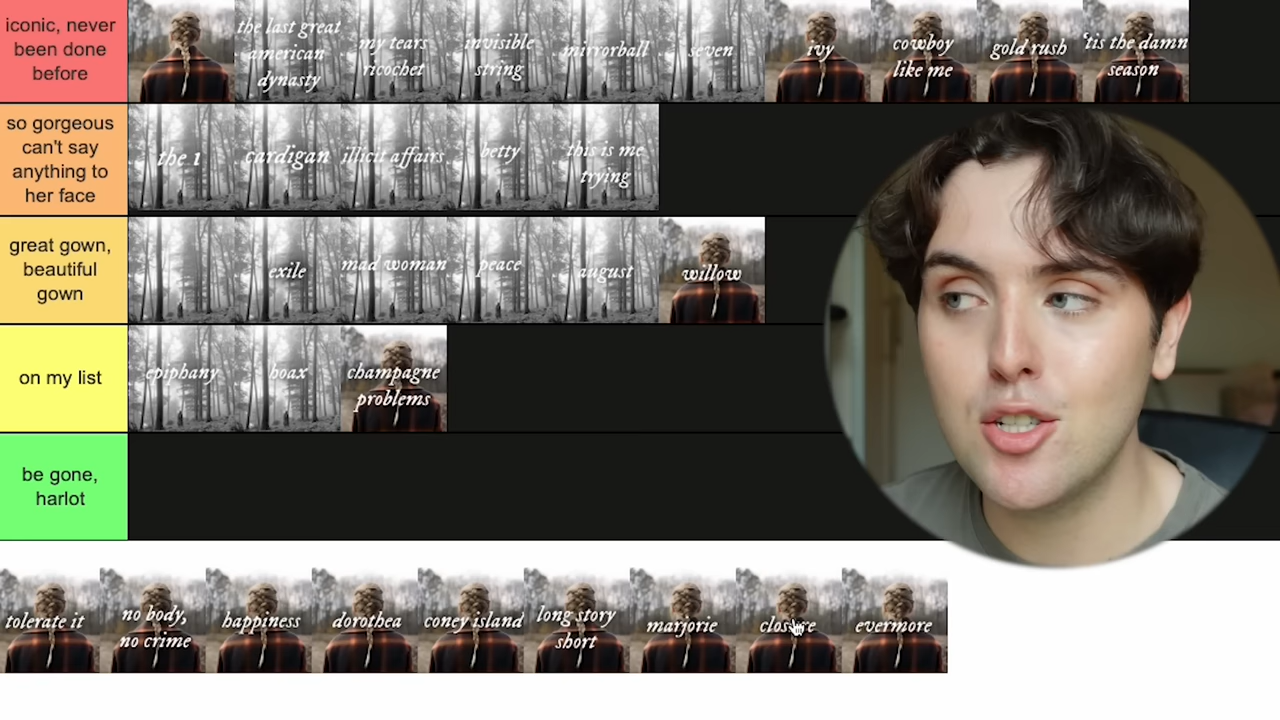 iconic, never
been done
before
the last great
american
dynasty
my tears
ricochet
invisible
string
mirrorball
seven
ivy
cowboy
like me
gold rush
'tis the damn
season
so gorgeous
can't say
anything to
her face
the 1
cardigan
illicit affairs
betty
this is me
trying
great gown,
beautiful
gown
exile
mad woman
peace
august
willow
on my list
epiphany
hoax
champagne
problems
be gone,
harlot
tolerate it
no body,
no crime
happiness
dorothea
coney island
long story
short
marjorie
closure
evermore